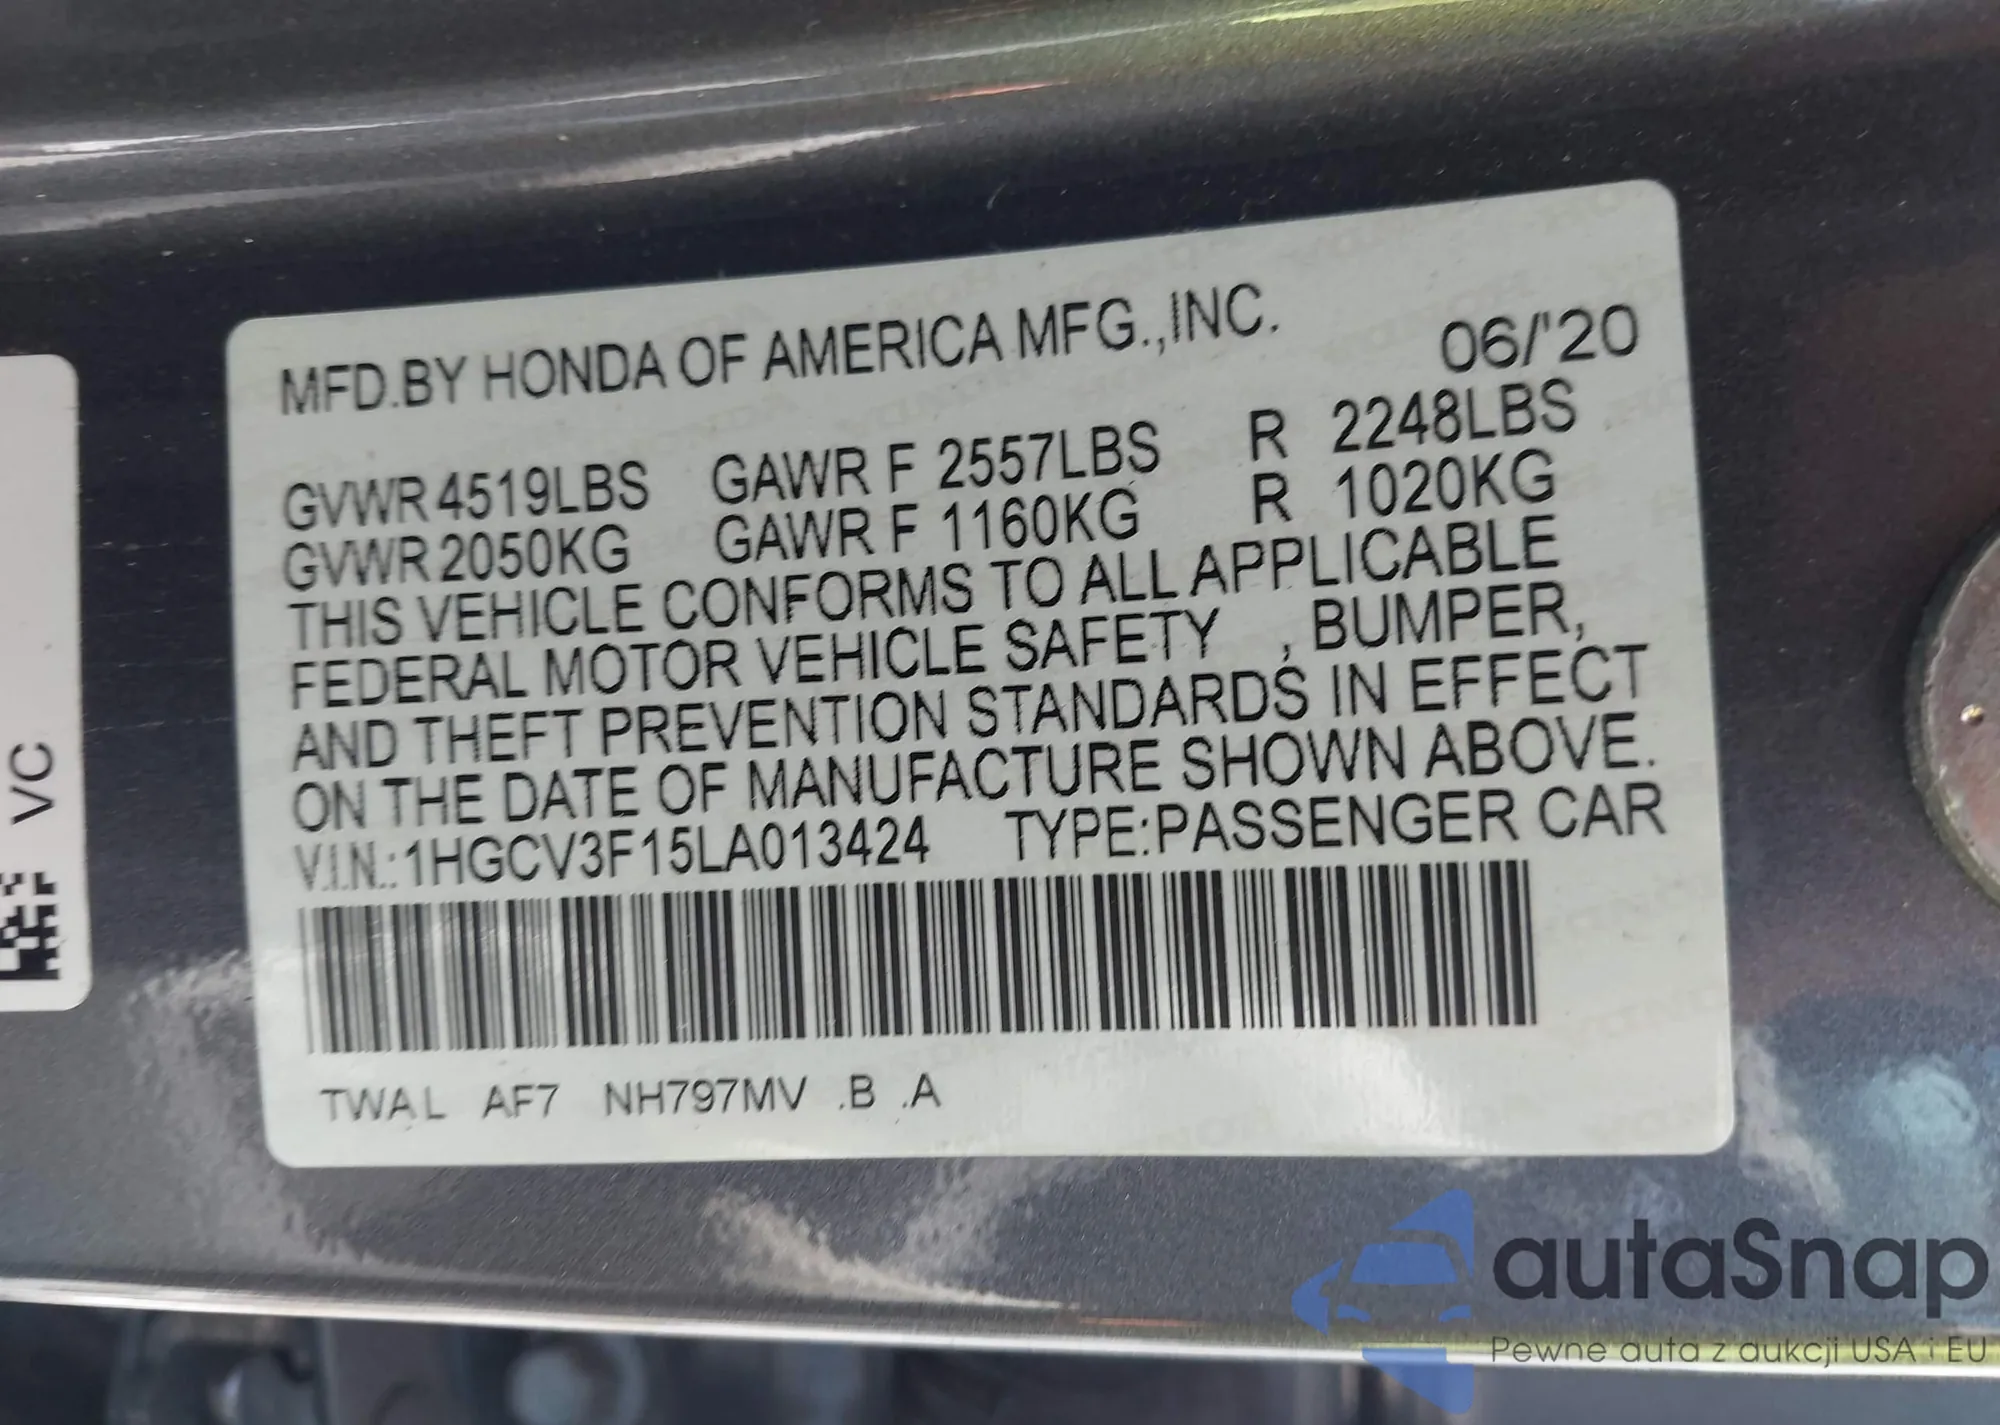 MFD.BY HONDA OF AMERICA MFG.,INC. 06/'20
GVWR 4519LBS GAWR F 2557LBS R 2248LBS
GVWR 2050KG GAWR F 1160KG R 1020KG
THIS VEHICLE CONFORMS TO ALL APPLICABLE
FEDERAL MOTOR VEHICLE SAFETY , BUMPER,
AND THEFT PREVENTION STANDARDS IN EFFECT
ON THE DATE OF MANUFACTURE SHOWN ABOVE.
V.I.N.:1HGCV3F15LA013424 TYPE:PASSENGER CAR
TWAL AF7 NH797MV .B .A
VC
autaSnap
Pewne auta z aukcji USA i EU